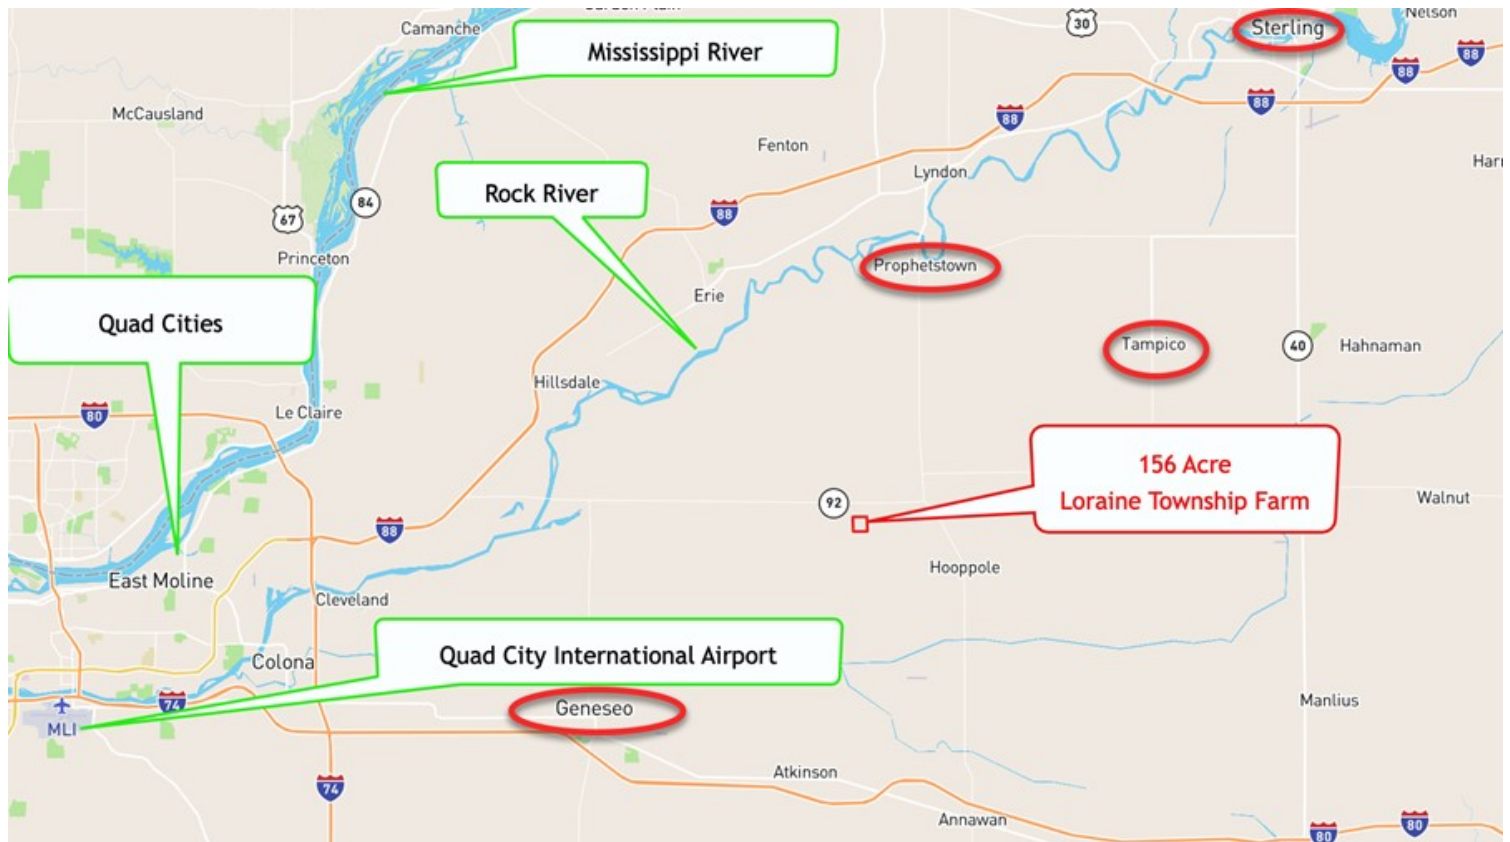 Garden Plain
Camanche
30
Sterling
Nelson
Mississippi River
88
88
McCausland
88
88
Fenton
Lyndon
Rock River
84
67
88
Princeton
Prophetstown
Erie
Quad Cities
Tampico
40
Hahnaman
Hillsdale
80
Le Claire
156 Acre
Loraine Township Farm
92
Walnut
88
Hooppole
East Moline
Cleveland
Quad City International Airport
Colona
74
MLI
Geneseo
Manlius
Atkinson
74
Annawan
80
80